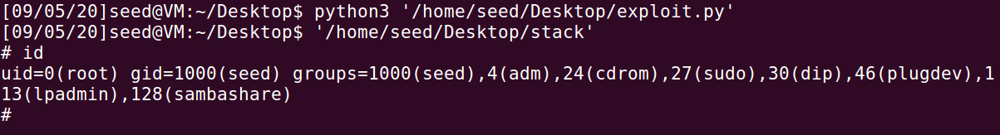 [09/05/20]seed@VM:~/Desktop$ python3 '/home/seed/Desktop/exploit.py'
[09/05/20]seed@VM:~/Desktop$ '/home/seed/Desktop/stack'
# id
uid=0(root) gid=1000(seed) groups=1000(seed),4(adm),24(cdrom),27(sudo),30(dip),46(plugdev),1
13(lpadmin),128(sambashare)
#